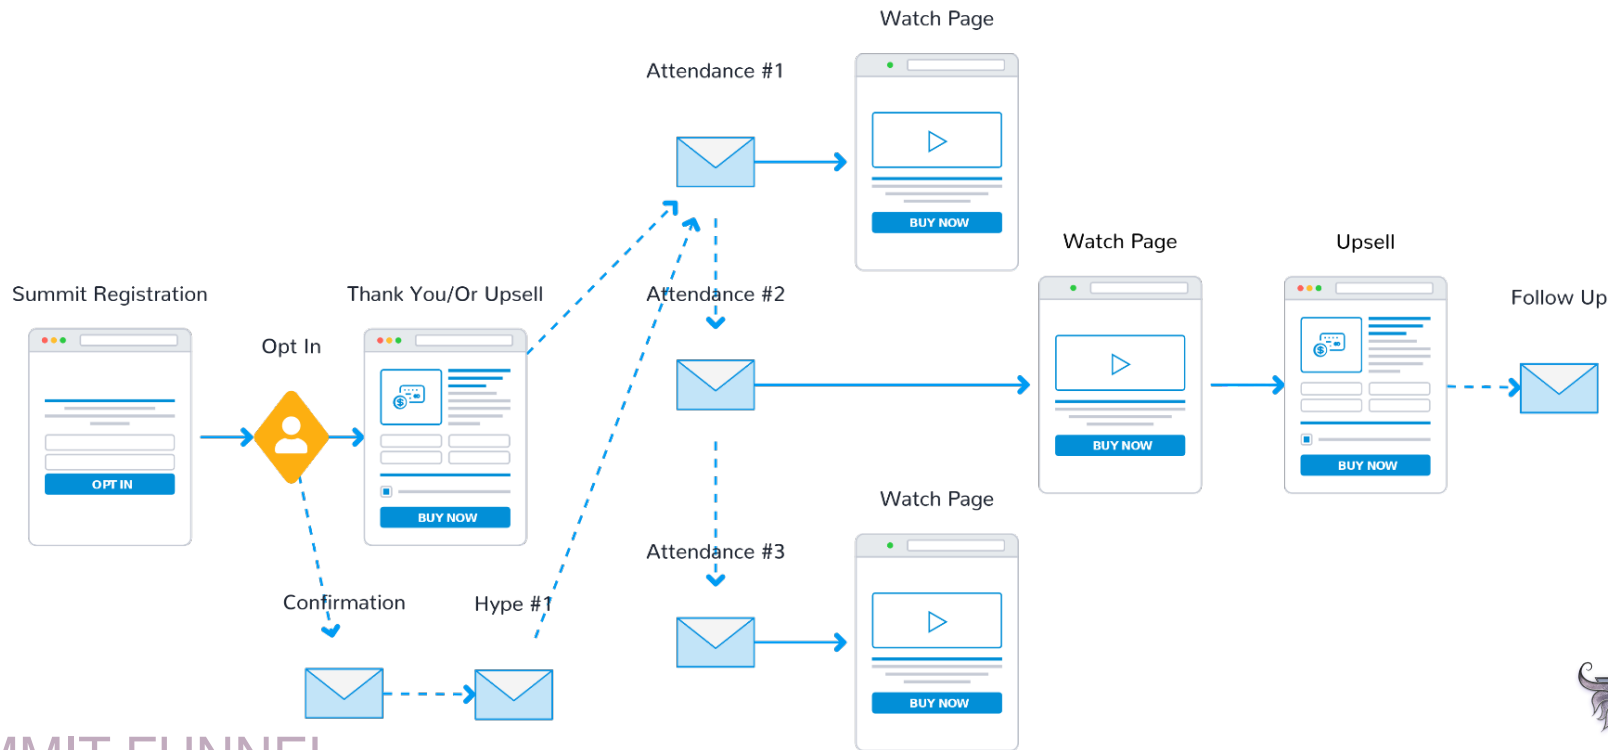 Watch Page
Attendance #1
BUY NOW
Watch Page
Upsell
Summit Registration
Thank You/Or Upsell
Attendance #2
Follow Up
Opt In
BUY NOW
BUY NOW
OPT IN
BUY NOW
Watch Page
Attendance #3
Confirmation
Hype #1
BUY NOW
FUNNEL